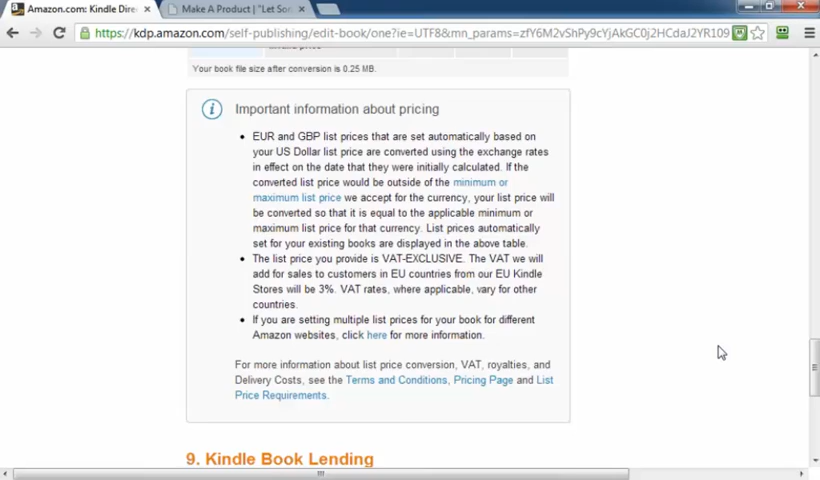 Amazon.com: Kindle Dire
Make A Product | "Let Son
https://kdp.amazon.com/self-publishing/edit-book/one?ie=UTF8&mn_params=zfY6M2vShPy9cYjAkGC0j2HCdaJ2YR109
Your book file size after conversion is 0.25 MB.
Important information about pricing
• EUR and GBP list prices that are set automatically based on
your US Dollar list price are converted using the exchange rates
in effect on the date that they were initially calculated. If the
converted list price would be outside of the minimum or
maximum list price we accept for the currency, your list price will
be converted so that it is equal to the applicable minimum or
maximum list price for that currency. List prices automatically
set for your existing books are displayed in the above table.
• The list price you provide is VAT-EXCLUSIVE. The VAT we will
add for sales to customers in EU countries from our EU Kindle
Stores will be 3%. VAT rates, where applicable, vary for other
countries.
• If you are setting multiple list prices for your book for different
Amazon websites, click here for more information.
For more information about list price conversion, VAT, royalties, and
Delivery Costs, see the Terms and Conditions, Pricing Page and List
Price Requirements.
9. Kindle Book Lending